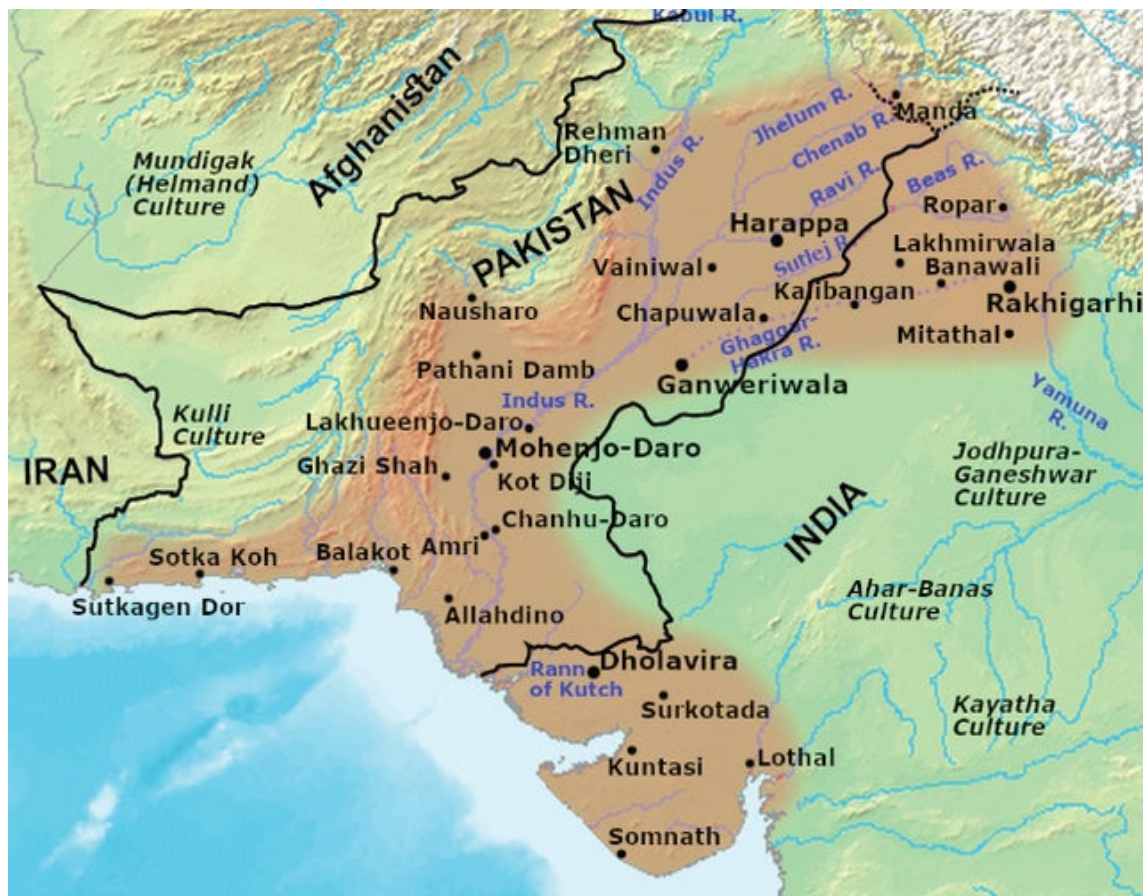 Kabul R.
Afghanistan
Manda
Jhelum R.
Chenab R.
Rehman
Dheri
Indus R.
Mundigak
(Helmand)
Culture
Ravi R.
Beas R.
PAKISTAN
Ropar
Harappa
Lakhmirwala
Sutlej R.
Vainiwal
Banawali
Kalibangan
Rakhigarhi
Nausharo
Chapuwala
Ghaggar-
Hakra R.
Mitathal
Pathani Damb
Ganweriwala
Indus R.
Yamuna
R.
Kulli
Culture
Lakhueenjo-Daro
Mohenjo-Daro
Jodhpura-
Ganeshwar
Culture
IRAN
Ghazi Shah
Kot Diji
INDIA
Chanhu-Daro
Amri
Sotka Koh
Balakot
Sutkagen Dor
Allahdino
Ahar-Banas
Culture
Dholavira
Rann
of Kutch
Surkotada
Kayatha
Culture
Kuntasi
Lothal
Somnath